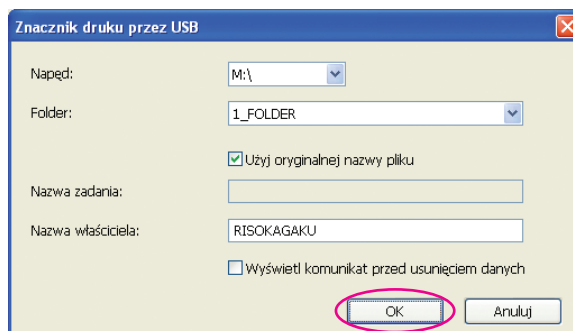 Znacznik druku przez USB
Napęd: M:\
Folder: 1_FOLDER
Użyj oryginalnej nazwy pliku
Nazwa zadania:
Nazwa właściciela: RISOKAGAKU
Wyświetl komunikat przed usunięciem danych
OK Anuluj